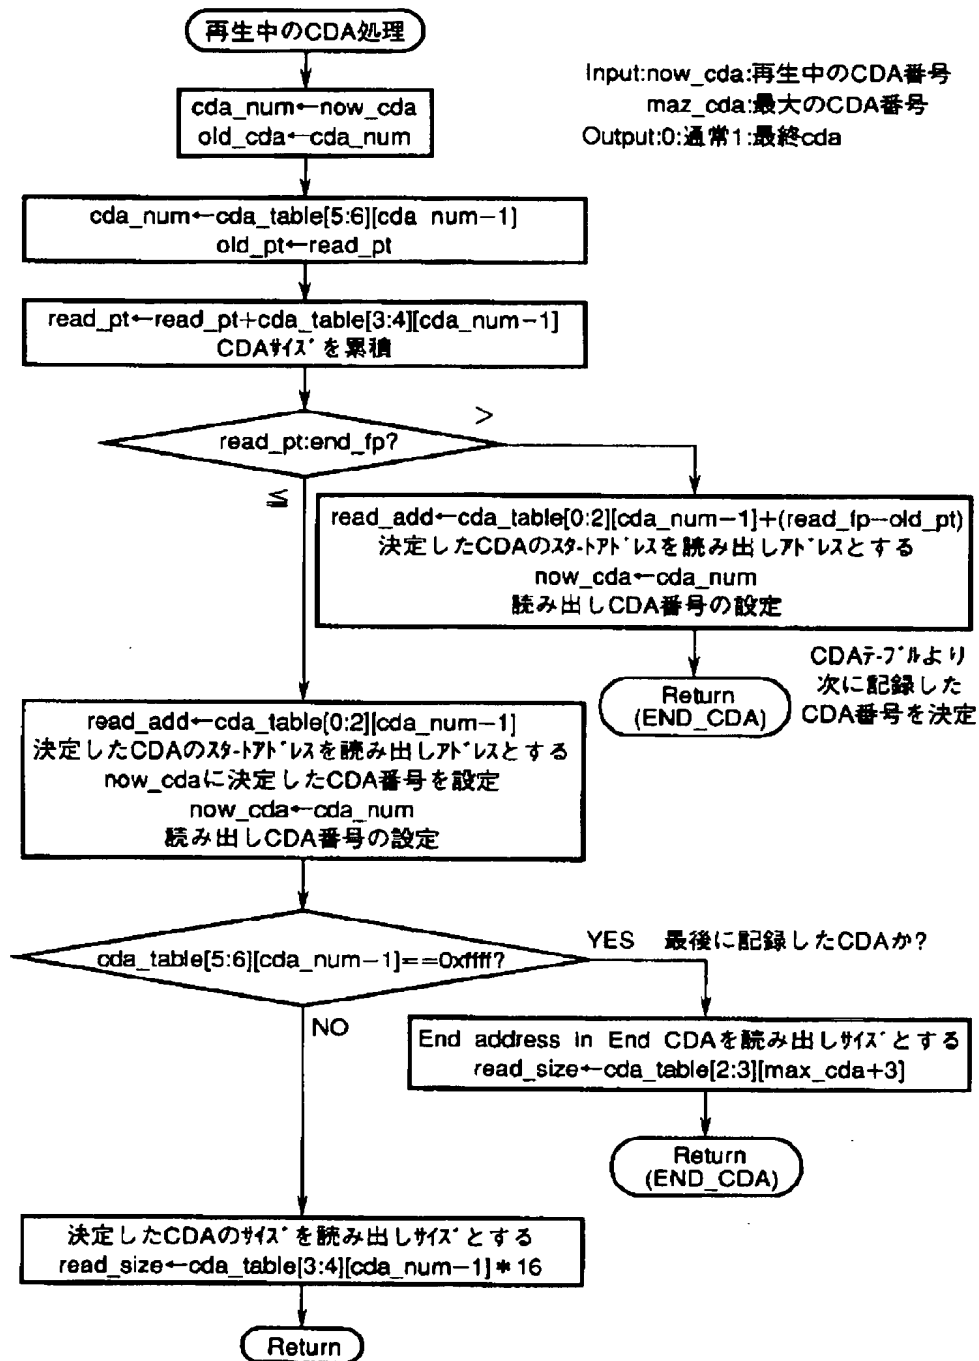 再生中のCDA処理
Input:now_cda:再生中のCDA番号
maz_cda:最大のCDA番号
Output:0:通常1:最終cda
cda_num←now_cda
old_cda←cda_num
cda_num←cda_table[5:6][cda_num−1]
old_pt←read_pt
read_pt←read_pt+cda_table[3:4][cda_num−1]
CDAｻｲｽﾞを累積
read_pt:end_fp?
>
≦
read_add←cda_table[0:2][cda_num−1]+(read_fp−old_pt)
決定したCDAのｽﾀｰﾄｱﾄﾞﾚｽを読み出しｱﾄﾞﾚｽとする
now_cda←cda_num
読み出しCDA番号の設定
Return
(END_CDA)
CDAﾃｰﾌﾞﾙより
次に記録した
CDA番号を決定
read_add←cda_table[0:2][cda_num−1]
決定したCDAのｽﾀｰﾄｱﾄﾞﾚｽを読み出しｱﾄﾞﾚｽとする
now_cdaに決定したCDA番号を設定
now_cda←cda_num
読み出しCDA番号の設定
cda_table[5:6][cda_num−1]==0xffff?
YES 最後に記録したCDAか?
NO
End address in End CDAを読み出しｻｲｽﾞとする
read_size←cda_table[2:3][max_cda+3]
Return
(END_CDA)
決定したCDAのｻｲｽﾞを読み出しｻｲｽﾞとする
read_size←cda_table[3:4][cda_num−1]*16
Return